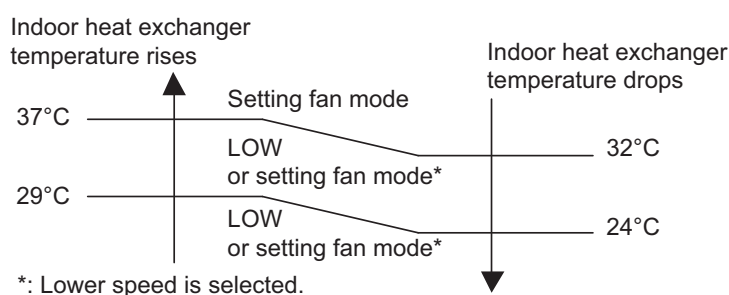 Indoor heat exchanger
temperature rises
Indoor heat exchanger
temperature drops
Setting fan mode
37°C
LOW
or setting fan mode*
32°C
29°C
LOW
or setting fan mode*
24°C
*: Lower speed is selected.